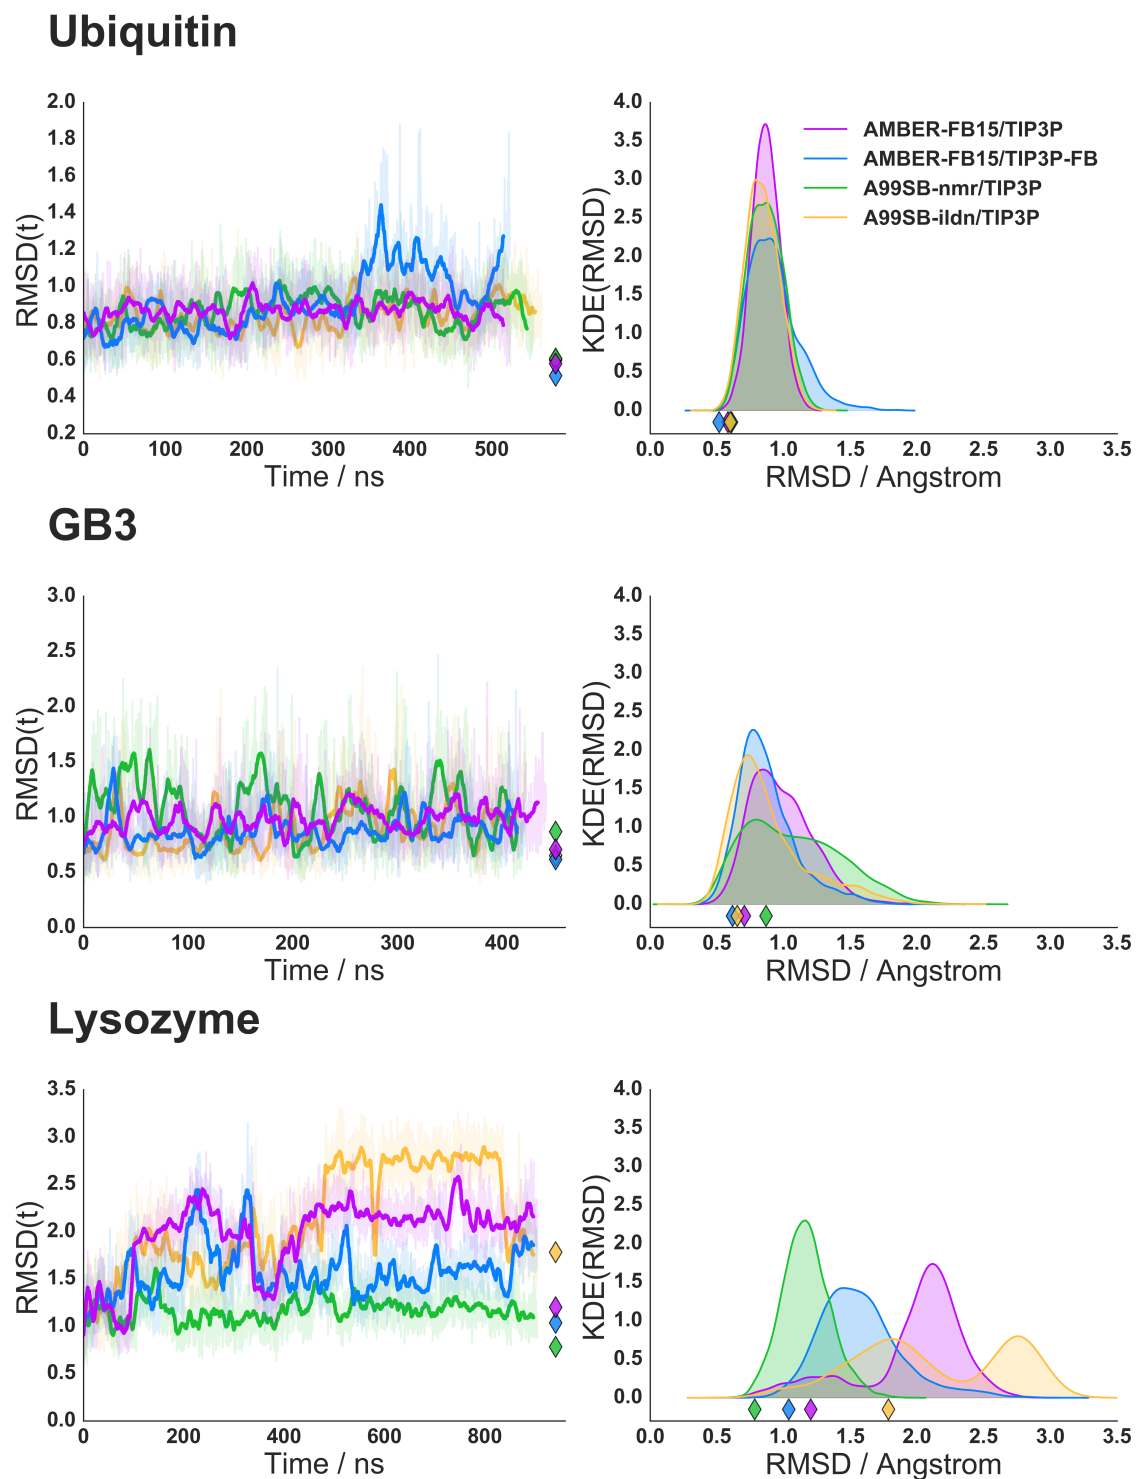 Ubiquitin
2.0
1.8
1.6
1.4
1.2
1.0
0.8
0.6
0.4
0.2
RMSD(t)
0 100 200 300 400 500
Time / ns
4.0
3.5
3.0
2.5
2.0
1.5
1.0
0.5
0.0
KDE(RMSD)
AMBER-FB15/TIP3P
AMBER-FB15/TIP3P-FB
A99SB-nmr/TIP3P
A99SB-ildn/TIP3P
0.0 0.5 1.0 1.5 2.0 2.5 3.0 3.5
RMSD / Angstrom
GB3
3.0
2.5
2.0
1.5
1.0
0.5
0.0
RMSD(t)
0 100 200 300 400
Time / ns
4.0
3.5
3.0
2.5
2.0
1.5
1.0
0.5
0.0
KDE(RMSD)
0.0 0.5 1.0 1.5 2.0 2.5 3.0 3.5
RMSD / Angstrom
Lysozyme
3.5
3.0
2.5
2.0
1.5
1.0
0.5
0.0
RMSD(t)
0 200 400 600 800
Time / ns
4.0
3.5
3.0
2.5
2.0
1.5
1.0
0.5
0.0
KDE(RMSD)
0.0 0.5 1.0 1.5 2.0 2.5 3.0 3.5
RMSD / Angstrom